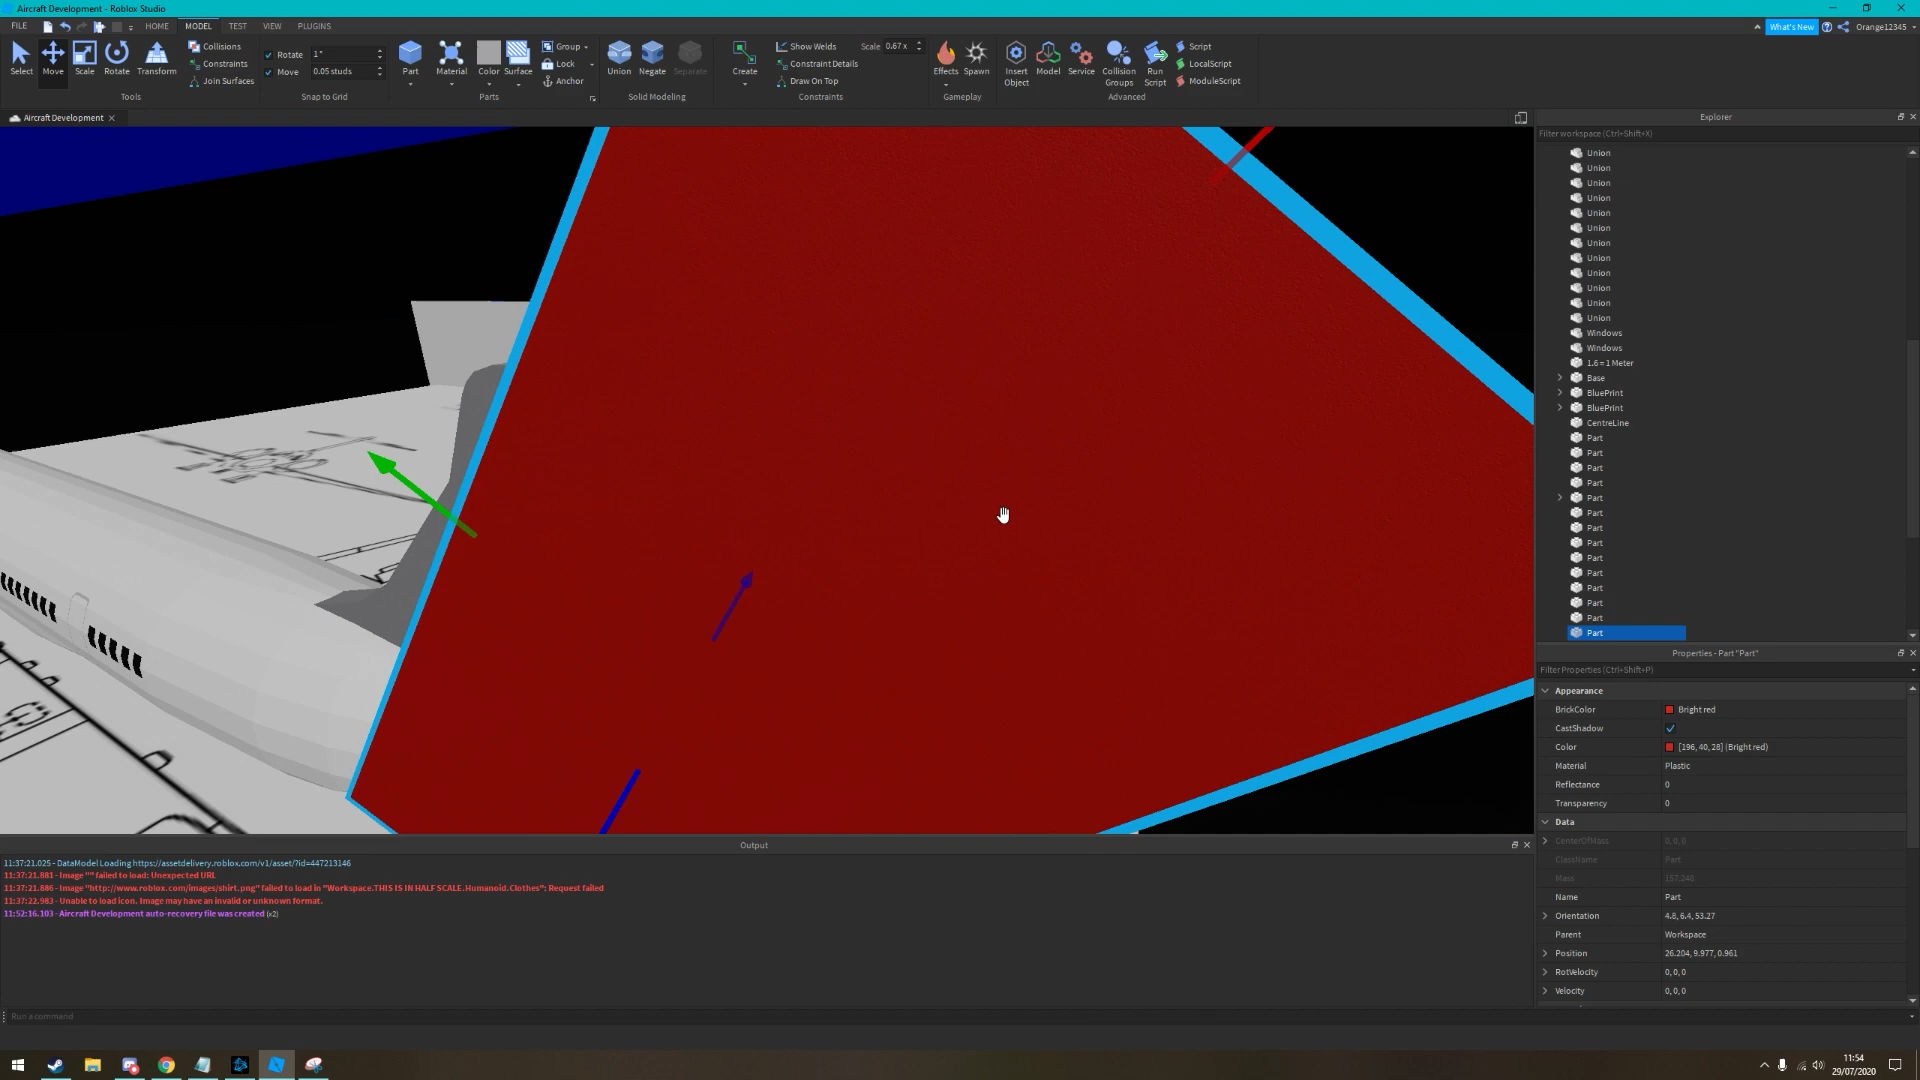 Aircraft Development - Roblox Studio
FILE HOME MODEL TEST VIEW PLUGINS What's New Orange12345
Select Move Scale Rotate Transform
Collisions
Constraints
Join Surfaces
Tools
Rotate 1°
Move 0.05 studs
Snap to Grid
Part Material Color Surface
Group
Lock
Anchor
Parts
Union Negate Separate
Solid Modeling
Create
Show Welds
Constraint Details
Draw On Top
Scale 0.67 x
Constraints
Effects Spawn
Gameplay
Insert Object Model Service Collision Groups Run Script
Script
LocalScript
ModuleScript
Advanced
Aircraft Development
Explorer
Filter workspace (Ctrl+Shift+X)
Union
Union
Union
Union
Union
Union
Union
Union
Union
Union
Union
Union
Windows
Windows
1.6 = 1 Meter
Base
BluePrint
BluePrint
CentreLine
Part
Part
Part
Part
Part
Part
Part
Part
Part
Part
Part
Part
Part
Part
Properties - Part "Part"
Filter Properties (Ctrl+Shift+P)
Appearance
BrickColor Bright red
CastShadow
Color [196, 40, 28] (Bright red)
Material Plastic
Reflectance 0
Transparency 0
Data
CenterOfMass 0, 0, 0
ClassName Part
Mass 157.248
Name Part
Orientation 4.8, 6.4, 53.27
Parent Workspace
Position 26.204, 9.977, 0.961
RotVelocity 0, 0, 0
Velocity 0, 0, 0
Output
11:37:21.025 - DataModel Loading https://assetdelivery.roblox.com/v1/asset/?id=447213146
11:37:21.881 - Image "" failed to load: Unexpected URL
11:37:21.886 - Image "http://www.roblox.com/images/shirt.png" failed to load in "Workspace.THIS IS IN HALF SCALE.Humanoid.Clothes": Request failed
11:37:22.983 - Unable to load icon. Image may have an invalid or unknown format.
11:52:16.103 - Aircraft Development auto-recovery file was created (x2)
Run a command
11:54
29/07/2020